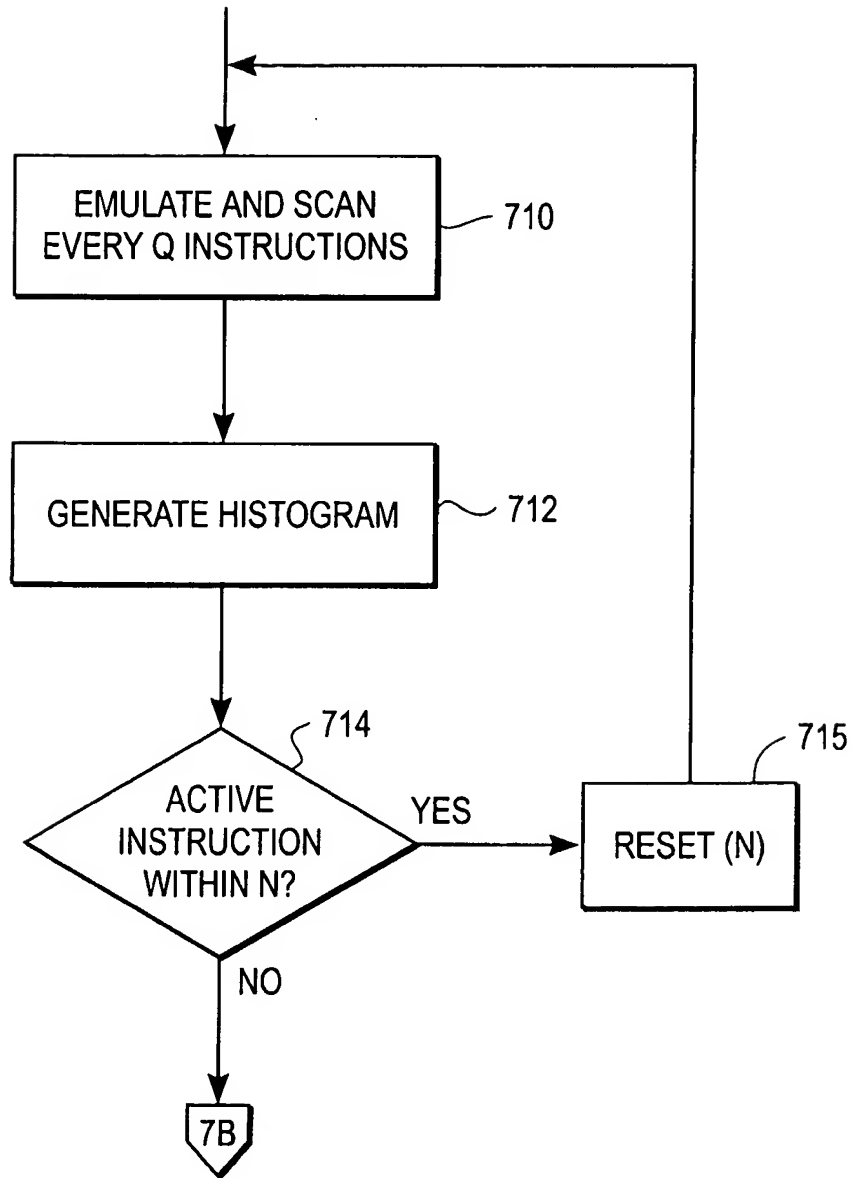 EMULATE AND SCAN
EVERY Q INSTRUCTIONS
710
GENERATE HISTOGRAM
712
714
715
ACTIVE
INSTRUCTION
WITHIN N?
YES
RESET (N)
NO
7B